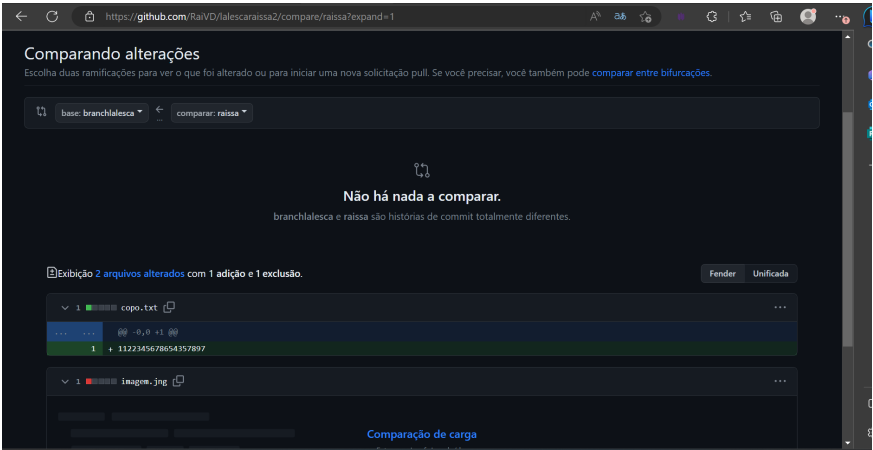 https://github.com/RaiVD/lalescaraissa2/compare/raissa?expand=1
Comparando alterações
Escolha duas ramificações para ver o que foi alterado ou para iniciar uma nova solicitação pull. Se você precisar, você também pode comparar entre bifurcações.
base: branchlalesca
comparar: raissa
Não há nada a comparar.
branchlalesca e raissa são histórias de commit totalmente diferentes.
Exibição 2 arquivos alterados com 1 adição e 1 exclusão.
Fender Unificada
1 copo.txt
... ... @@ -0,0 +1 @@
1 + 1122345678654357897
1 imagem.jng
Comparação de carga